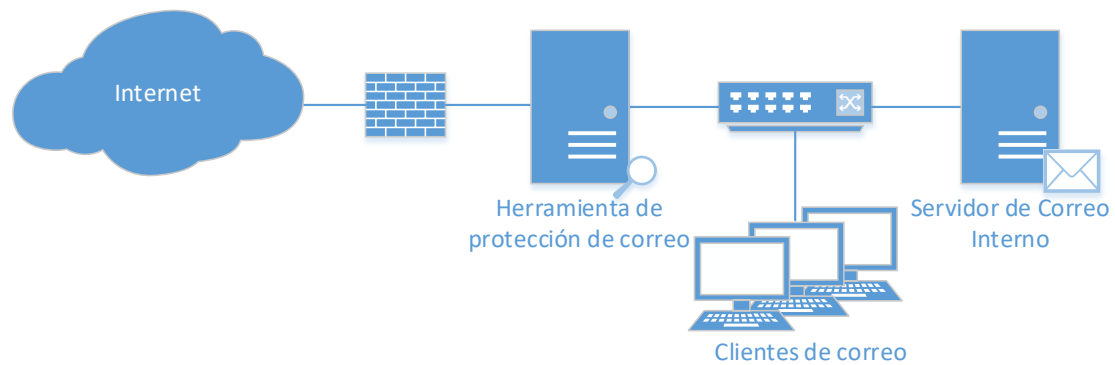 Internet
Herramienta de
protección de correo
Servidor de Correo
Interno
Clientes de correo